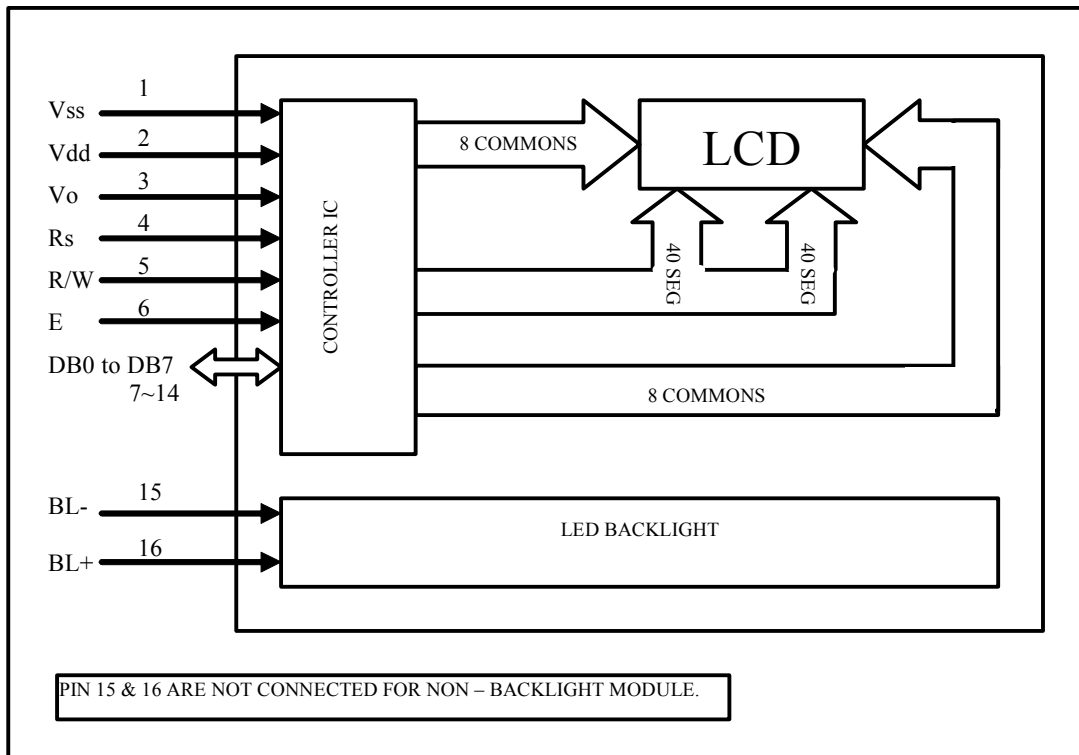 1
Vss
2
Vdd
3
Vo
4
Rs
5
R/W
6
E
DB0 to DB7
7~14
CONTROLLER IC
8 COMMONS
LCD
40 SEG
40 SEG
8 COMMONS
15
BL-
16
BL+
LED BACKLIGHT
PIN 15 & 16 ARE NOT CONNECTED FOR NON – BACKLIGHT MODULE.